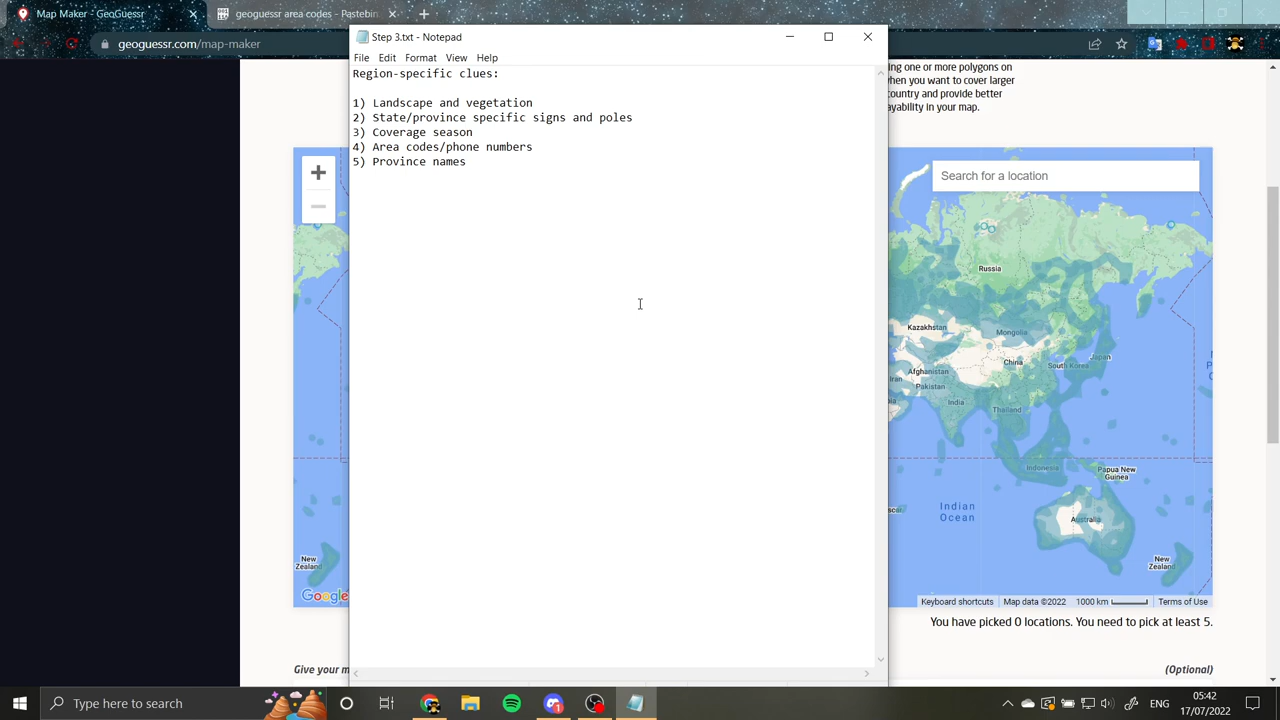 Map Maker - GeoGuessr
geoguessr area codes - Pastebin
geoguessr.com/map-maker
Step 3.txt - Notepad
File Edit Format View Help
Region-specific clues:
1) Landscape and vegetation
2) State/province specific signs and poles
3) Coverage season
4) Area codes/phone numbers
5) Province names
ing one or more polygons on
hen you want to cover larger
ountry and provide better
ayability in your map.
Search for a location
Russia
Kazakhstan
Mongolia
China
Japan
South Korea
Afghanistan
Iran
Pakistan
India
Thailand
Indonesia
Papua New
Guinea
Indian
Ocean
Australia
New
Zealand
New
Zealand
Google
Keyboard shortcuts Map data ©2022 1000 km Terms of Use
You have picked 0 locations. You need to pick at least 5.
Give your m
(Optional)
Type here to search
ENG
05:42
17/07/2022